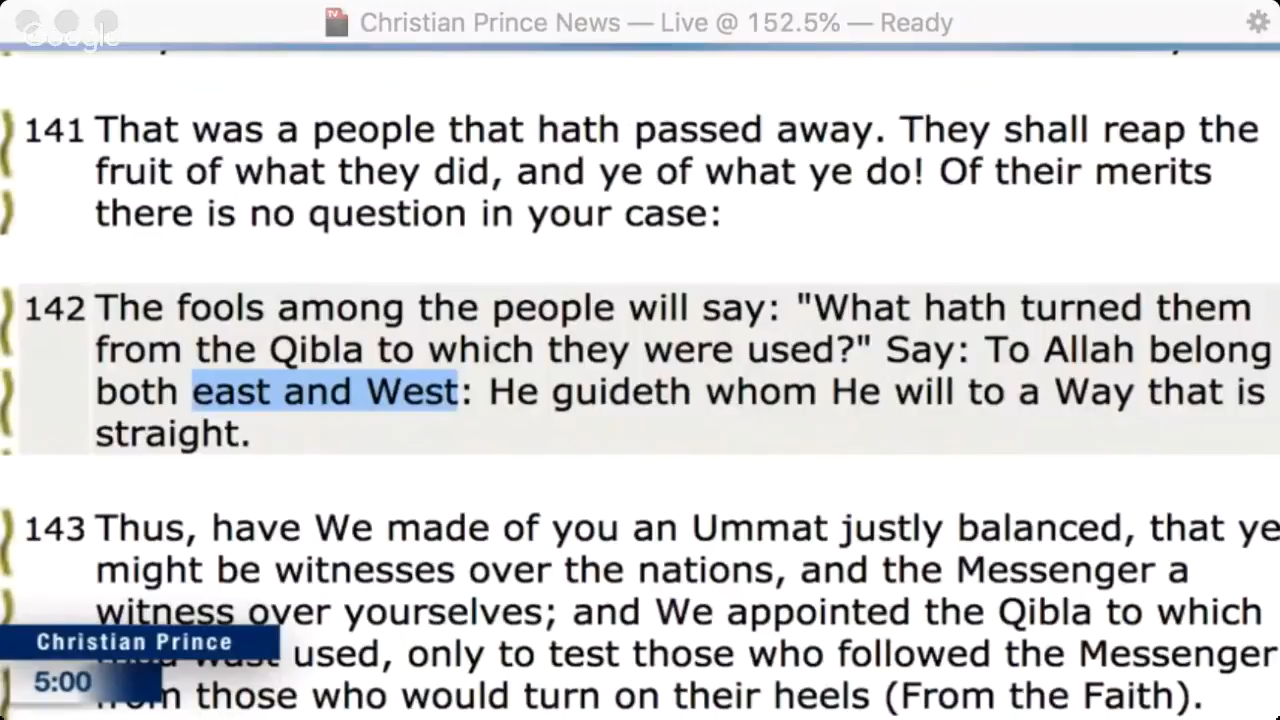 Christian Prince News — Live @ 152.5% — Ready
Google
141 That was a people that hath passed away. They shall reap the
fruit of what they did, and ye of what ye do! Of their merits
there is no question in your case:
142 The fools among the people will say: "What hath turned them
from the Qibla to which they were used?" Say: To Allah belong
both east and West: He guideth whom He will to a Way that is
straight.
143 Thus, have We made of you an Ummat justly balanced, that ye
might be witnesses over the nations, and the Messenger a
witness over yourselves; and We appointed the Qibla to which
used, only to test those who followed the Messenger
those who would turn on their heels (From the Faith).
Christian Prince
5:00